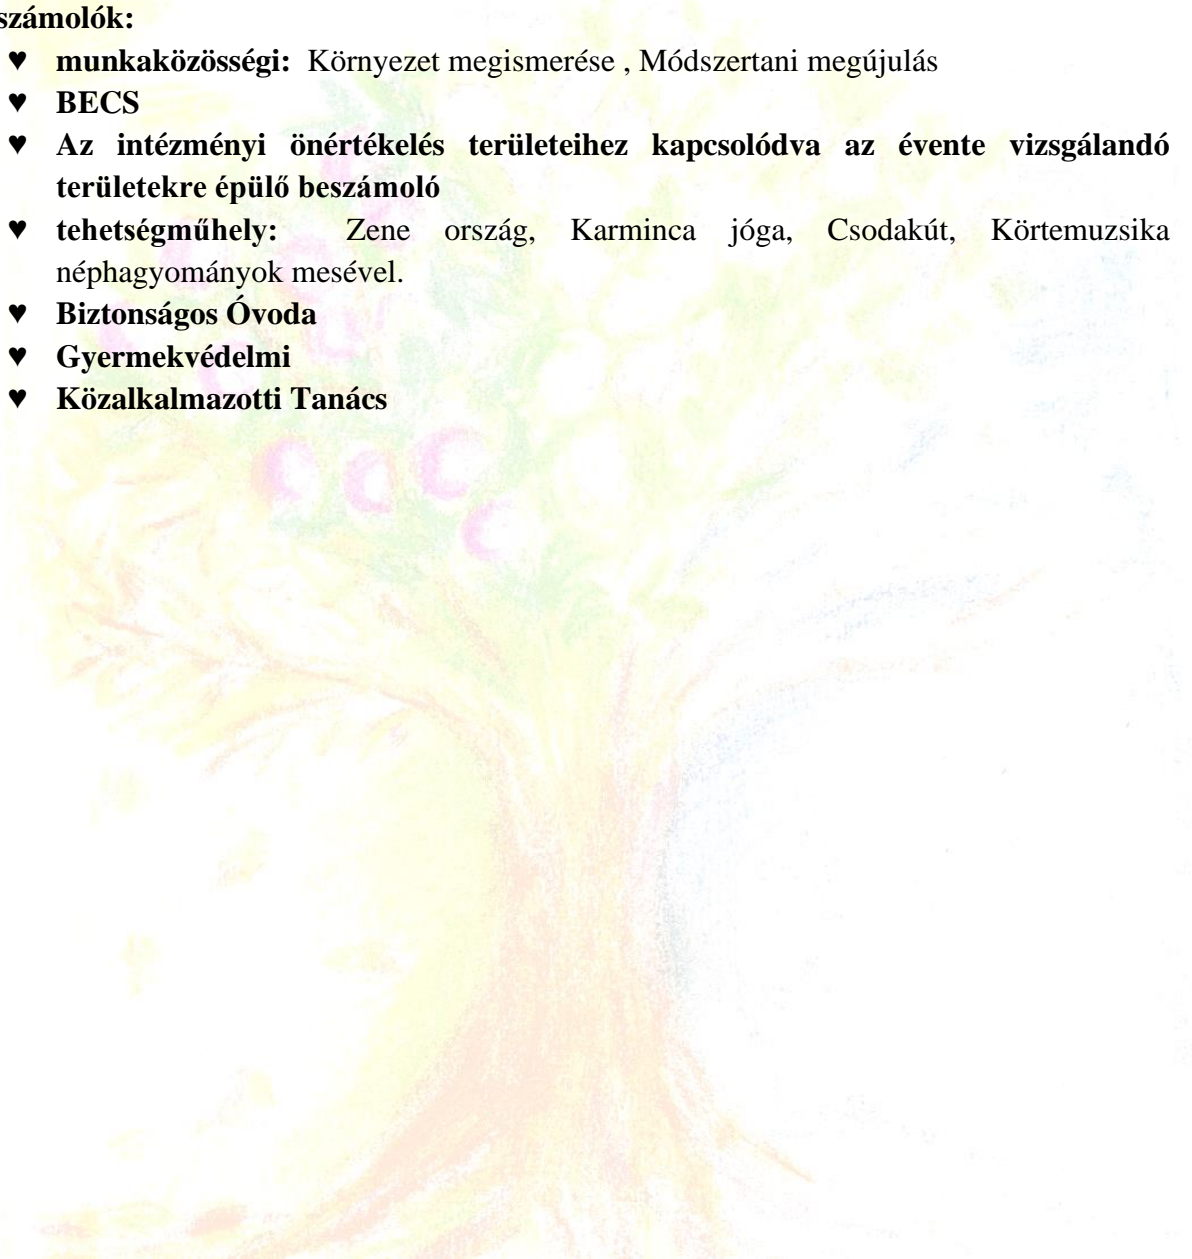 számolók:
♥ munkaközösségi: Környezet megismerése , Módszertani megújulás
♥ BECS
♥ Az intézményi önértékelés területeihez kapcsolódva az évente vizsgálandó
területekre épülő beszámoló
♥ tehetségműhely: Zene ország, Karminca jóga, Csodakút, Körtemuzsika
néphagyományok mesével.
♥ Biztonságos Óvoda
♥ Gyermekvédelmi
♥ Közalkalmazotti Tanács